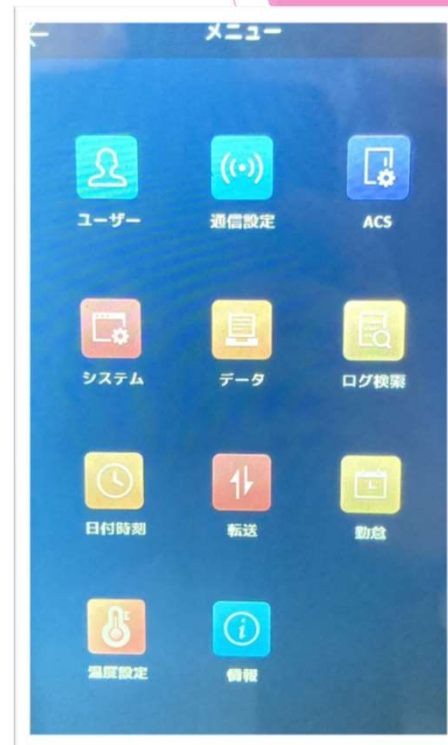 メニュー
ユーザー 通信設定 ACS
システム データ ログ検索
日付時刻 転送 勤怠
温度設定 情報